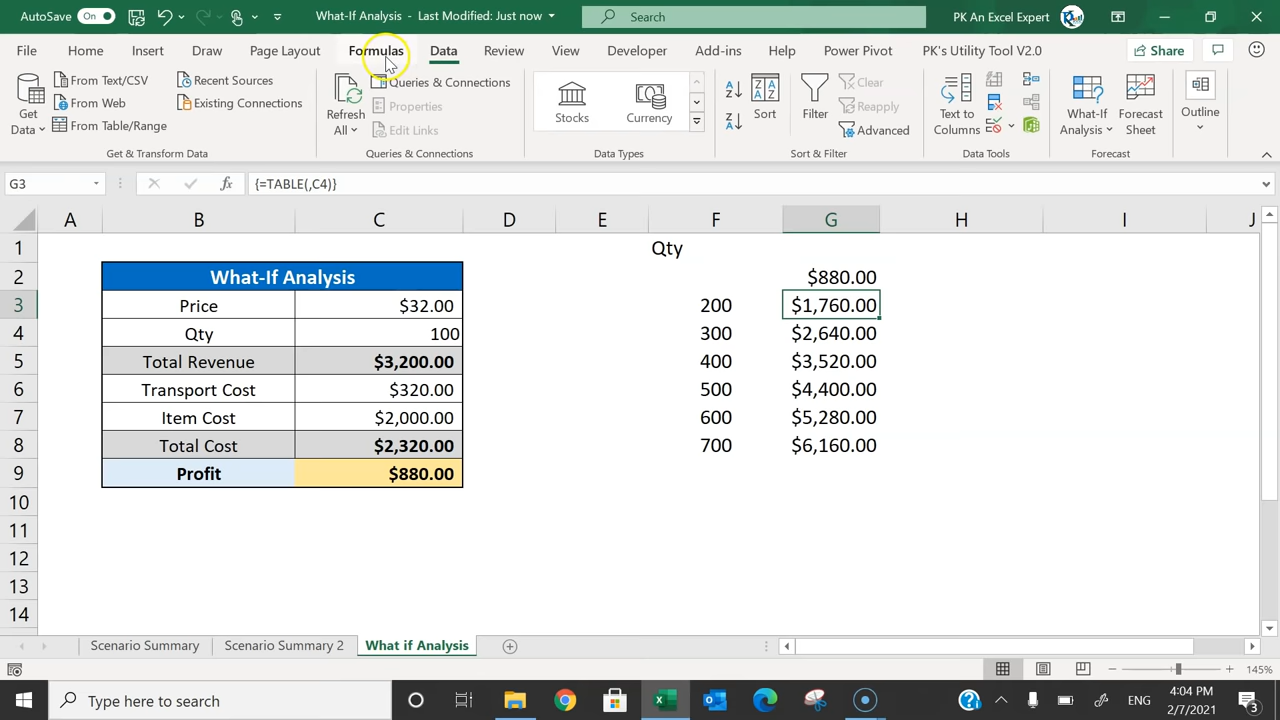 AutoSave On What-If Analysis - Last Modified: Just now Search PK An Excel Expert
File Home Insert Draw Page Layout Formulas Data Review View Developer Add-ins Help Power Pivot PK's Utility Tool V2.0 Share
From Text/CSV Recent Sources Queries & Connections Clear
Get Data From Web Existing Connections Refresh All Properties Stocks Currency Sort Filter Reapply Text to Columns What-If Analysis Forecast Sheet Outline
From Table/Range Edit Links Advanced
Get & Transform Data Queries & Connections Data Types Sort & Filter Data Tools Forecast
G3 fx {=TABLE(,C4)}
A B C D E F G H I J
1 Qty
2 What-If Analysis $880.00
3 Price $32.00 200 $1,760.00
4 Qty 100 300 $2,640.00
5 Total Revenue $3,200.00 400 $3,520.00
6 Transport Cost $320.00 500 $4,400.00
7 Item Cost $2,000.00 600 $5,280.00
8 Total Cost $2,320.00 700 $6,160.00
9 Profit $880.00
10
11
12
13
14
Scenario Summary Scenario Summary 2 What if Analysis
145%
Type here to search ENG 4:04 PM
2/7/2021 3